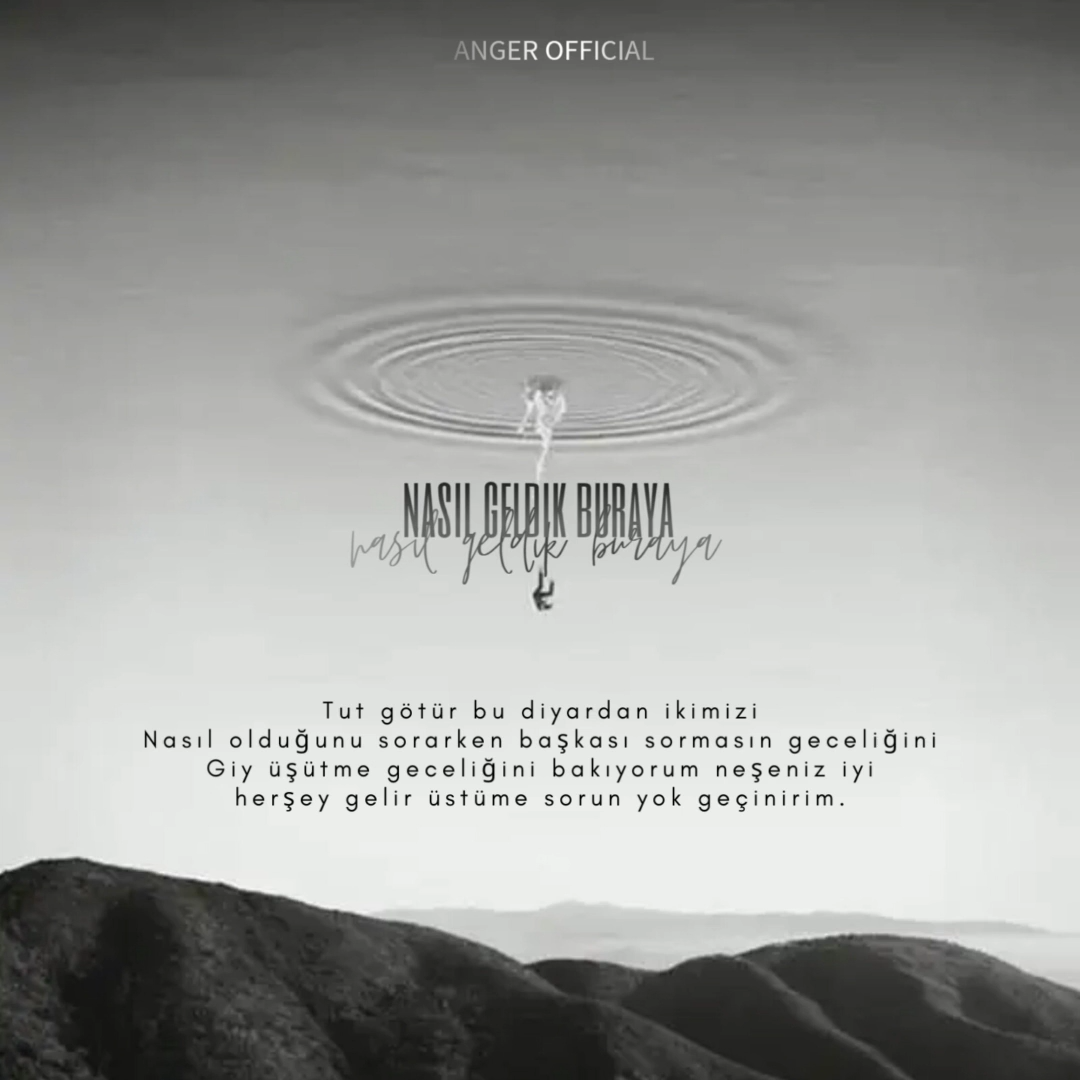 ANGER OFFICIAL
NASIL GELDIK BURAYA
nasıl geldik buraya
Tut götür bu diyardan ikimizi
Nasıl olduğunu sorarken başkası sormasın geceliğini
Giy üşütme geceliğini bakıyorum neşeniz iyi
herşey gelir üstüme sorun yok geçinirim.